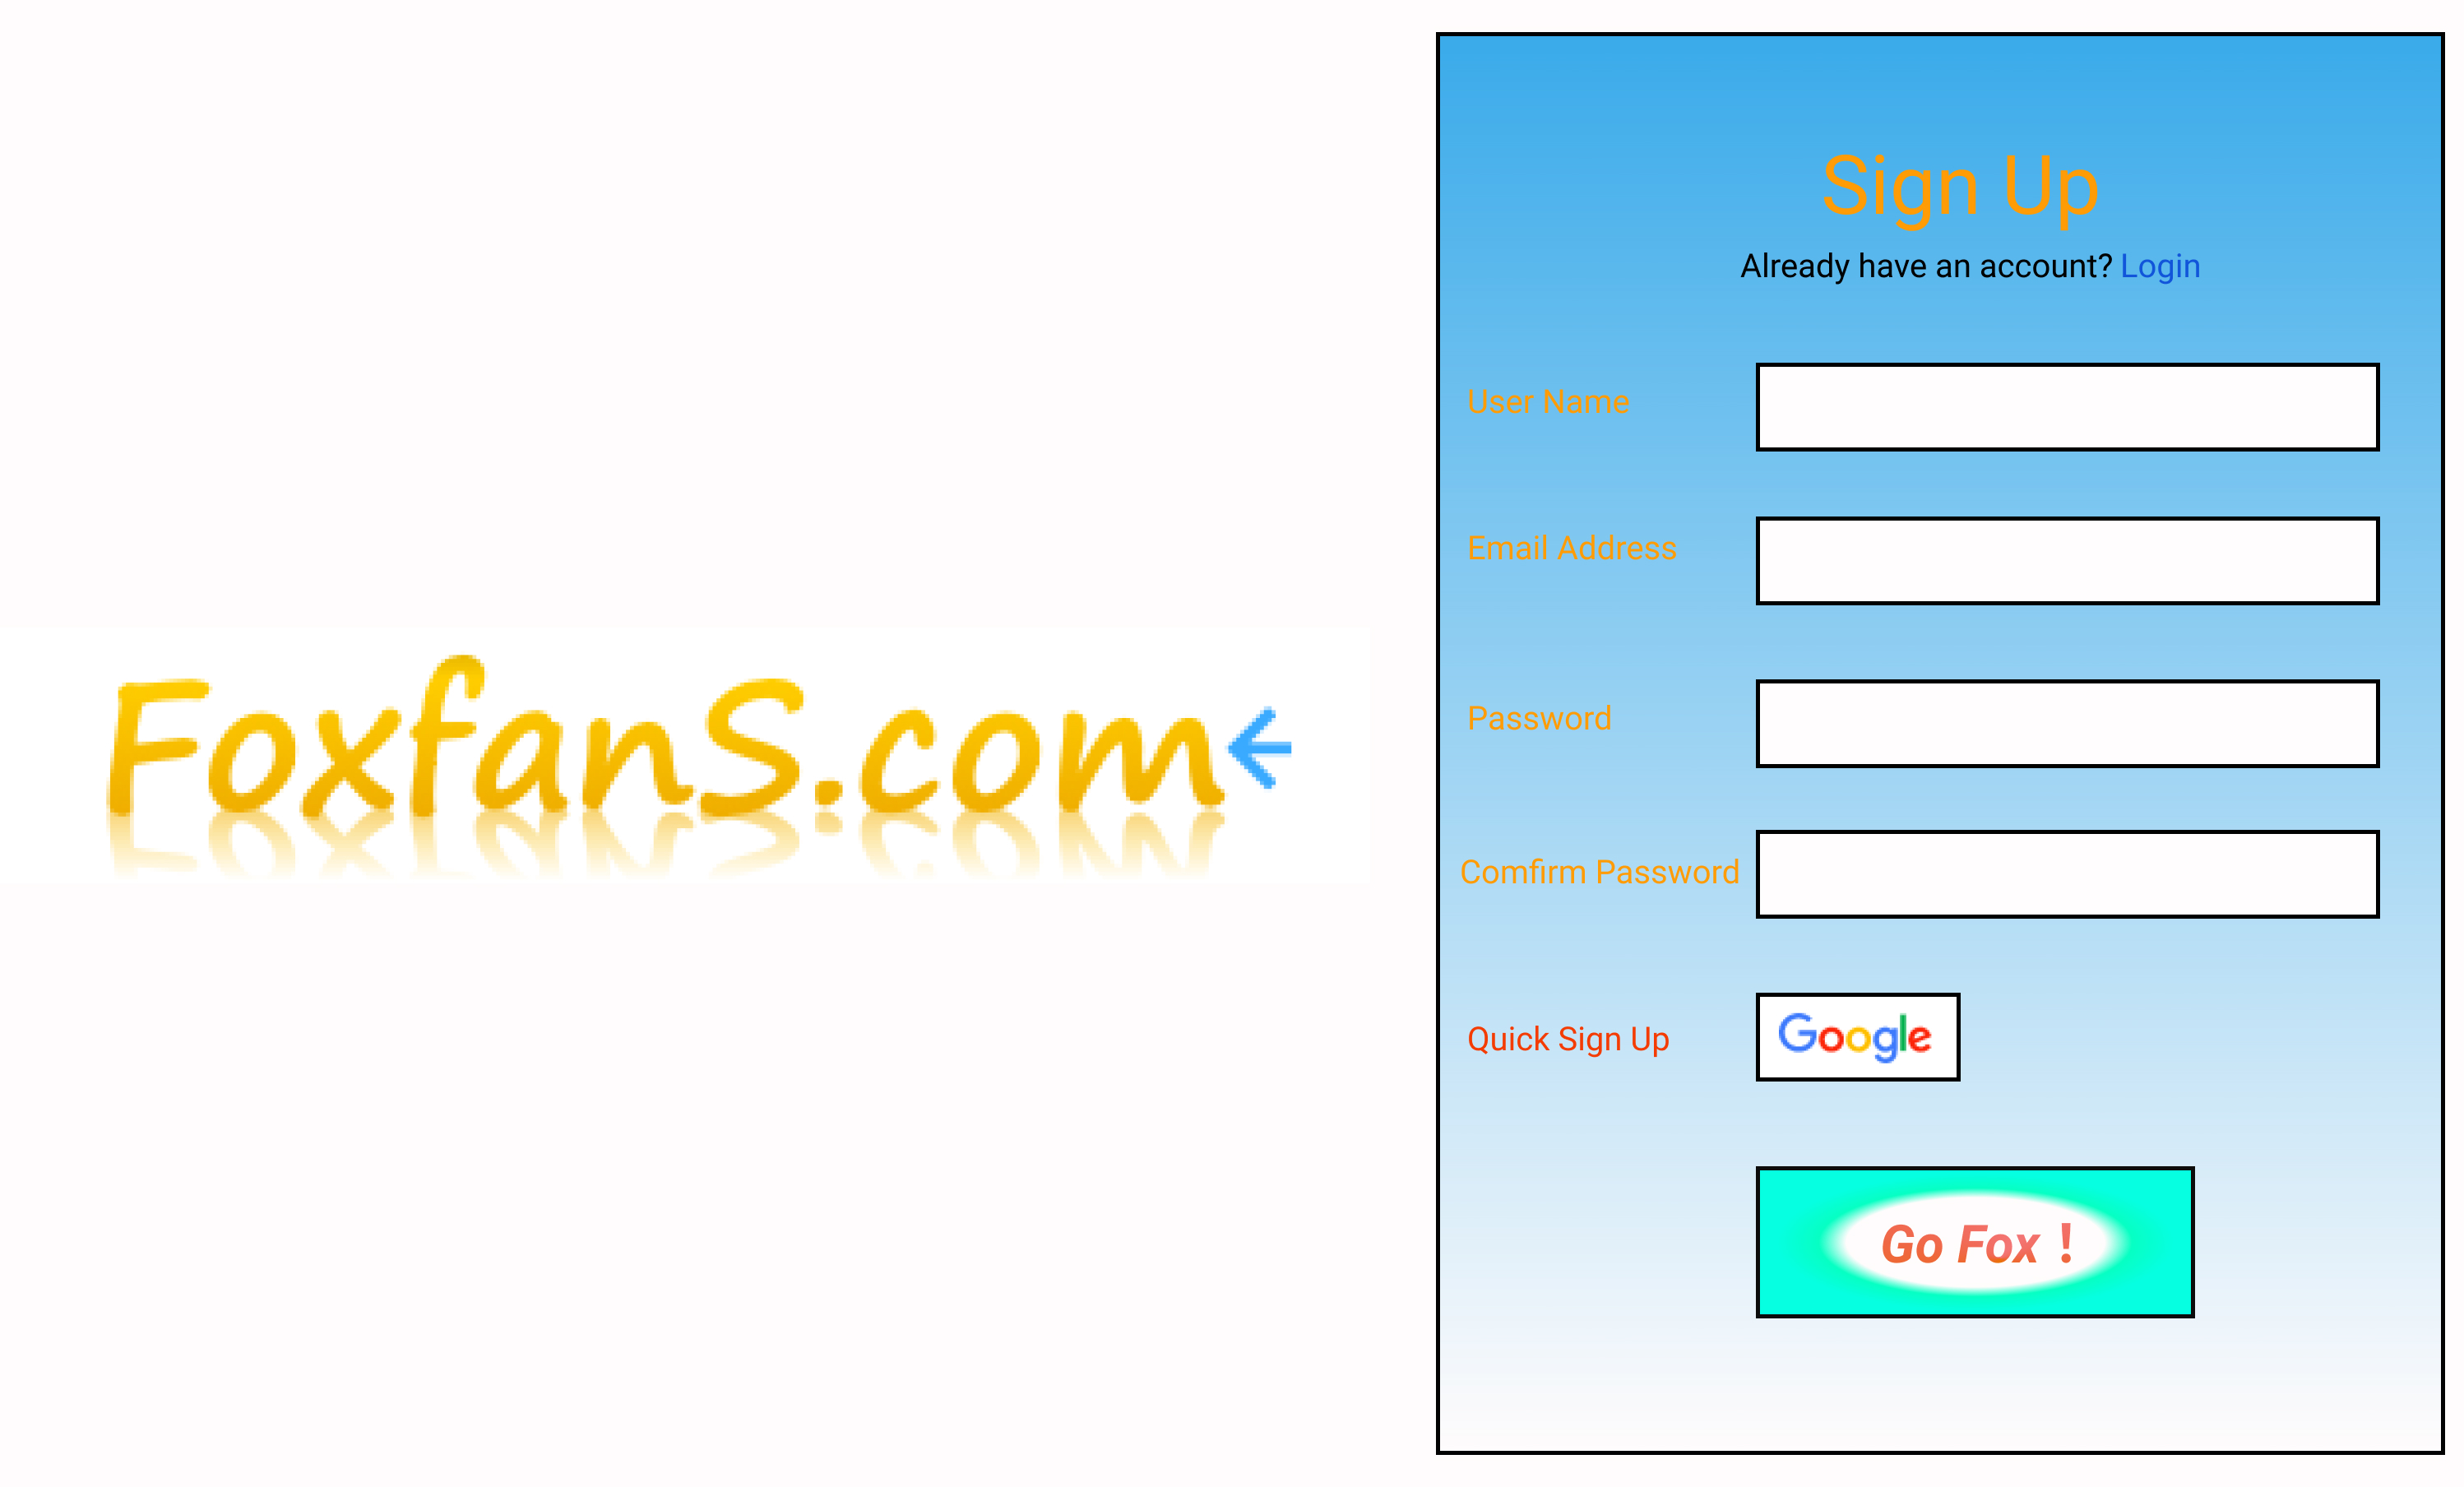 FoxfanS.com←
Sign Up
Already have an account? Login
User Name
Email Address
Password
Comfirm Password
Quick Sign Up
Google
Go Fox！